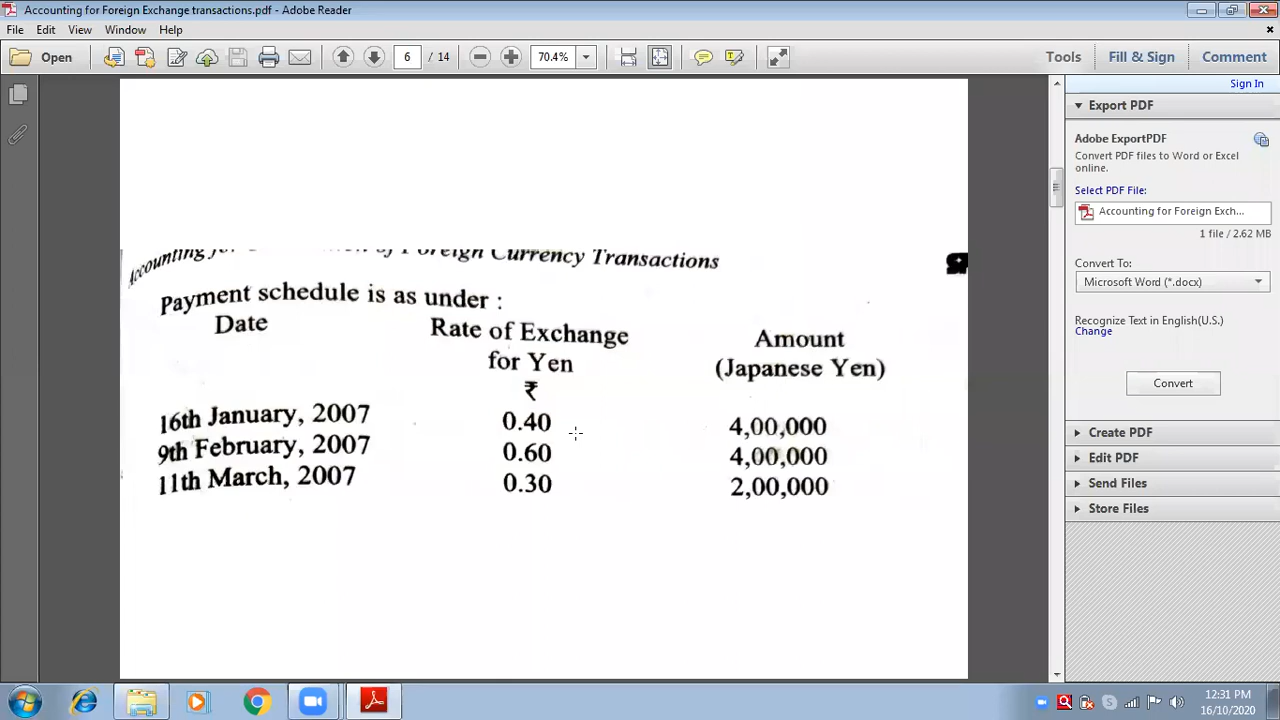 Accounting for Foreign Exchange transactions.pdf - Adobe Reader
File Edit View Window Help
Open 6 / 14 70.4% Tools Fill & Sign Comment
Sign In
Export PDF
Adobe ExportPDF
Convert PDF files to Word or Excel
online.
Select PDF File:
Accounting for Foreign Exch...
1 file / 2.62 MB
Convert To:
Microsoft Word (*.docx)
Recognize Text in English(U.S.)
Change
Convert
Create PDF
Edit PDF
Send Files
Store Files
Accounting for of Foreign Currency Transactions
Payment schedule is as under :
Date Rate of Exchange Amount
for Yen (Japanese Yen)
₹
16th January, 2007 0.40 4,00,000
9th February, 2007 0.60 4,00,000
11th March, 2007 0.30 2,00,000
12:31 PM
16/10/2020